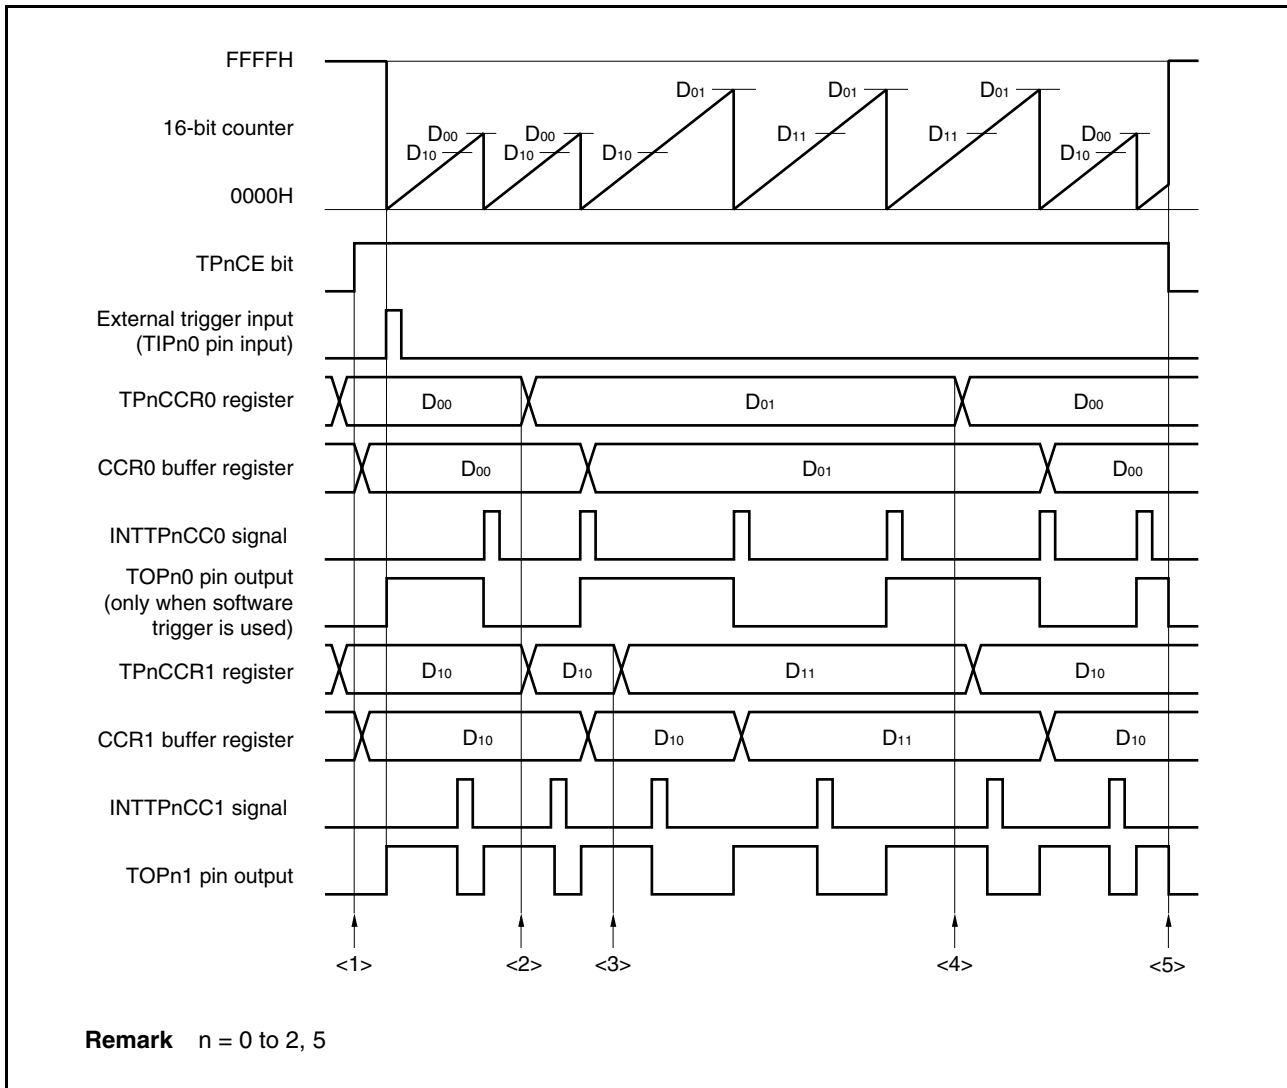 FFFFH
D01 D01 D01
16-bit counter
D00 D00 D11 D11 D00
D10 D10 D10 D10
0000H
TPnCE bit
External trigger input
(TIPn0 pin input)
TPnCCR0 register D00 D01 D00
CCR0 buffer register D00 D01 D00
INTTPnCC0 signal
TOPn0 pin output
(only when software
trigger is used)
TPnCCR1 register D10 D10 D11 D10
CCR1 buffer register D10 D10 D11 D10
INTTPnCC1 signal
TOPn1 pin output
<1> <2> <3> <4> <5>
Remark n = 0 to 2, 5